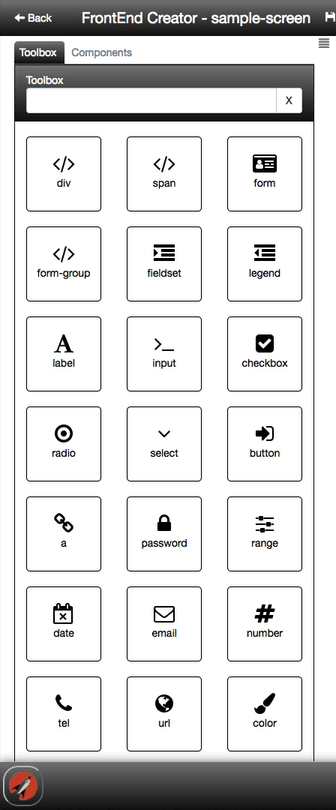 Back FrontEnd Creator - sample-screen
Toolbox Components
Toolbox
X
div span form
form-group fieldset legend
label input checkbox
radio select button
a password range
date email number
tel url color